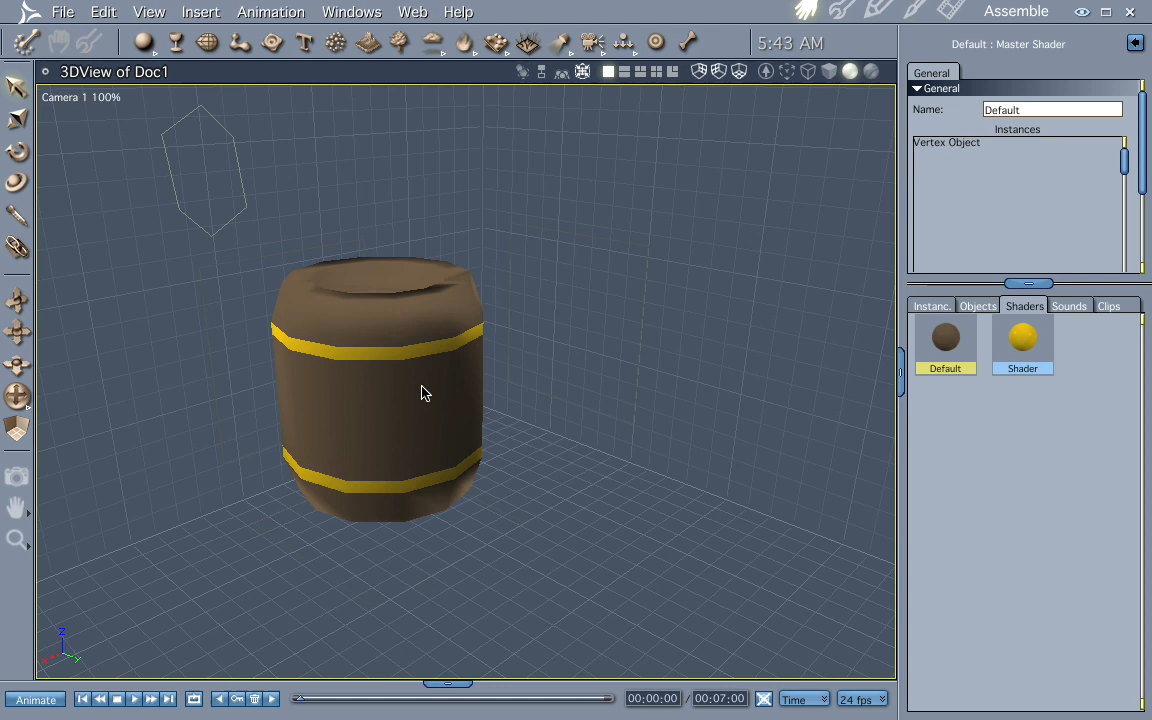 File Edit View Insert Animation Windows Web Help Assemble
5:43 AM
Default : Master Shader
3DView of Doc1
General
Camera 1 100%
General
Name: Default
Instances
Vertex Object
Instanc. Objects Shaders Sounds Clips
Default Shader
Z
X Y
Animate 00:00:00 / 00:07:00 Time 24 fps